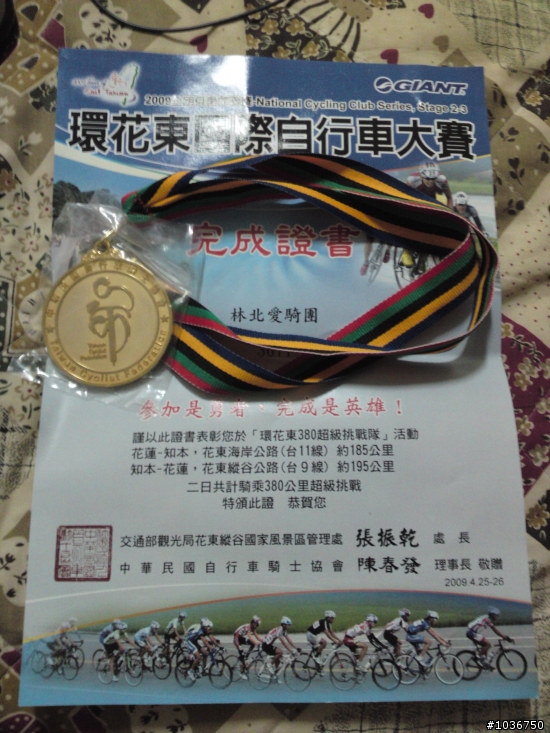 GIANT
2009 National Cycling Club Series, Stage 2-3
環花東國際自行車大賽
完成證書
林北愛騎團
參加是勇者，完成是英雄！
謹以此證書表彰您於「環花東380超級挑戰隊」活動
花蓮-知本，花東海岸公路(台11線) 約185公里
知本-花蓮，花東縱谷公路(台９線) 約195公里
二日共計騎乘380公里超級挑戰
特頒此證　恭賀您
交通部觀光局花東縱谷國家風景區管理處 張振乾 處 長
中華民國自行車騎士協會 陳春發 理事長 敬贈
2009.4.25-26
#1036750